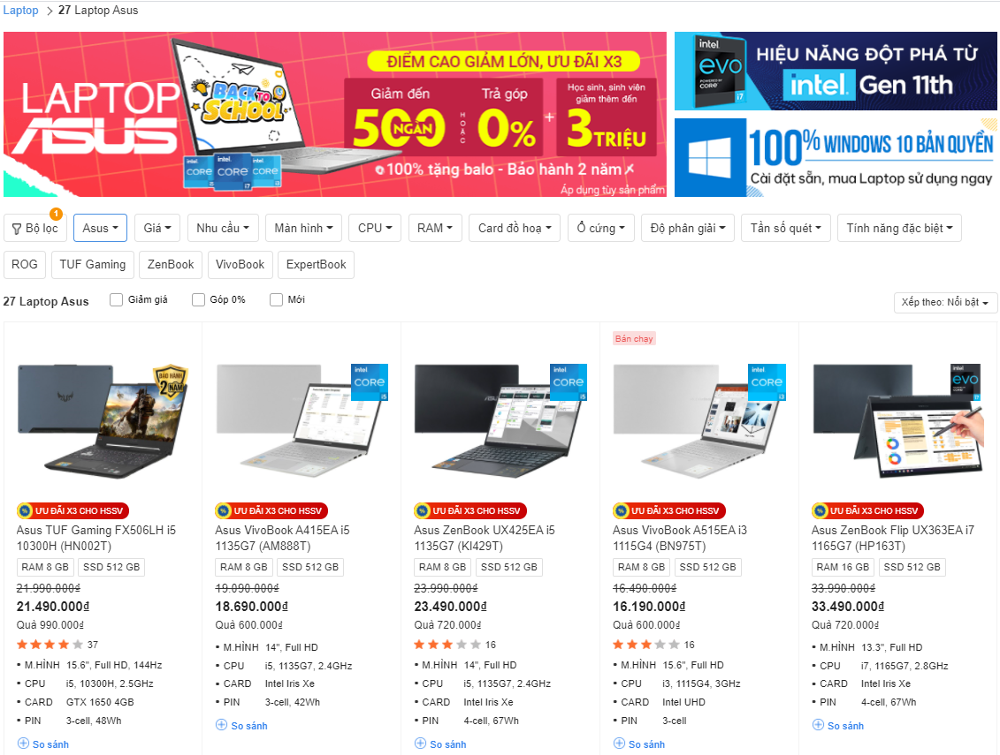 Laptop > 27 Laptop Asus
LAPTOP
ASUS
BACK TO
SCHOOL
intel
CORE
i5
intel
CORE
i7
intel
CORE
i3
ĐIỂM CAO GIẢM LỚN, ƯU ĐÃI X3
Giảm đến
500 NGÀN
HOẶC
Trả góp
0%
+
Học sinh, sinh viên
giảm thêm đến
3 TRIỆU
100% tặng balo - Bảo hành 2 năm
Áp dụng tùy sản phẩm
intel
evo
POWERED BY
CORE
i7
HIỆU NĂNG ĐỘT PHÁ TỪ
intel. Gen 11th
100% WINDOWS 10 BẢN QUYỀN
Cài đặt sẵn, mua Laptop sử dụng ngay
Bộ lọc 1 Asus Giá Nhu cầu Màn hình CPU RAM Card đồ hoạ Ổ cứng Độ phân giải Tần số quét Tính năng đặc biệt
ROG TUF Gaming ZenBook VivoBook ExpertBook
27 Laptop Asus Giảm giá Góp 0% Mới Xếp theo: Nổi bật
BẢO HÀNH
2 NĂM
ƯU ĐÃI X3 CHO HSSV
Asus TUF Gaming FX506LH i5
10300H (HN002T)
RAM 8 GB SSD 512 GB
21.990.000₫
21.490.000₫
Quà 990.000₫
37
M.HÌNH 15.6", Full HD, 144Hz
CPU i5, 10300H, 2.5GHz
CARD GTX 1650 4GB
PIN 3-cell, 48Wh
So sánh
intel
CORE
i5
ƯU ĐÃI X3 CHO HSSV
Asus VivoBook A415EA i5
1135G7 (AM888T)
RAM 8 GB SSD 512 GB
19.090.000₫
18.690.000₫
Quà 600.000₫
M.HÌNH 14", Full HD
CPU i5, 1135G7, 2.4GHz
CARD Intel Iris Xe
PIN 3-cell, 42Wh
So sánh
intel
CORE
i5
ƯU ĐÃI X3 CHO HSSV
Asus ZenBook UX425EA i5
1135G7 (KI429T)
RAM 8 GB SSD 512 GB
23.990.000₫
23.490.000₫
Quà 720.000₫
16
M.HÌNH 14", Full HD
CPU i5, 1135G7, 2.4GHz
CARD Intel Iris Xe
PIN 4-cell, 67Wh
So sánh
Bán chạy
intel
CORE
i3
ƯU ĐÃI X3 CHO HSSV
Asus VivoBook A515EA i3
1115G4 (BN975T)
RAM 8 GB SSD 512 GB
16.490.000₫
16.190.000₫
Quà 600.000₫
16
M.HÌNH 15.6", Full HD
CPU i3, 1115G4, 3GHz
CARD Intel UHD
PIN 3-cell
So sánh
intel
evo
i7
ƯU ĐÃI X3 CHO HSSV
Asus ZenBook Flip UX363EA i7
1165G7 (HP163T)
RAM 16 GB SSD 512 GB
33.990.000₫
33.490.000₫
Quà 720.000₫
M.HÌNH 13.3", Full HD
CPU i7, 1165G7, 2.8GHz
CARD Intel Iris Xe
PIN 4-cell, 67Wh
So sánh